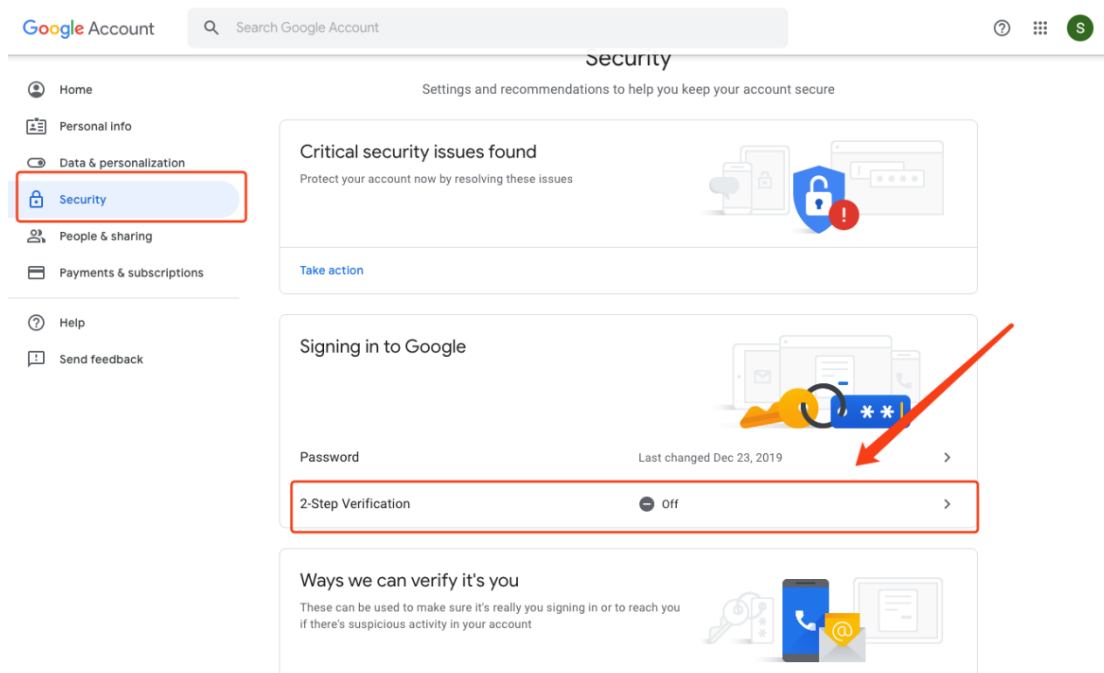 Google Account
Search Google Account
S
Security
Settings and recommendations to help you keep your account secure
Home
Personal info
Data & personalization
Security
People & sharing
Payments & subscriptions
Help
Send feedback
Critical security issues found
Protect your account now by resolving these issues
Take action
Signing in to Google
**
Password Last changed Dec 23, 2019
2-Step Verification Off
Ways we can verify it's you
These can be used to make sure it's really you signing in or to reach you
if there's suspicious activity in your account
@